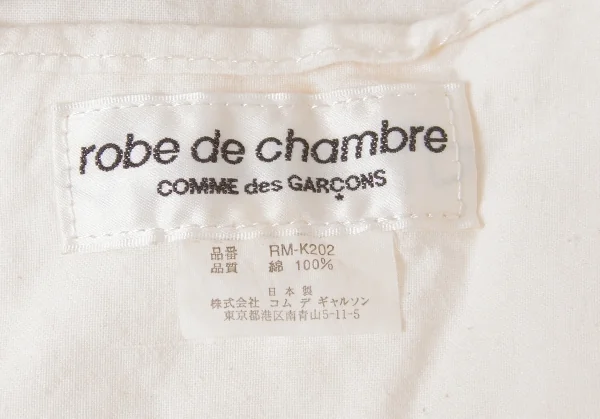 robe de chambre
COMME des GARÇONS
品番 RM-K202
品質 綿 100%
日本製
株式会社 コム デ ギャルソン
東京都港区南青山5-11-5